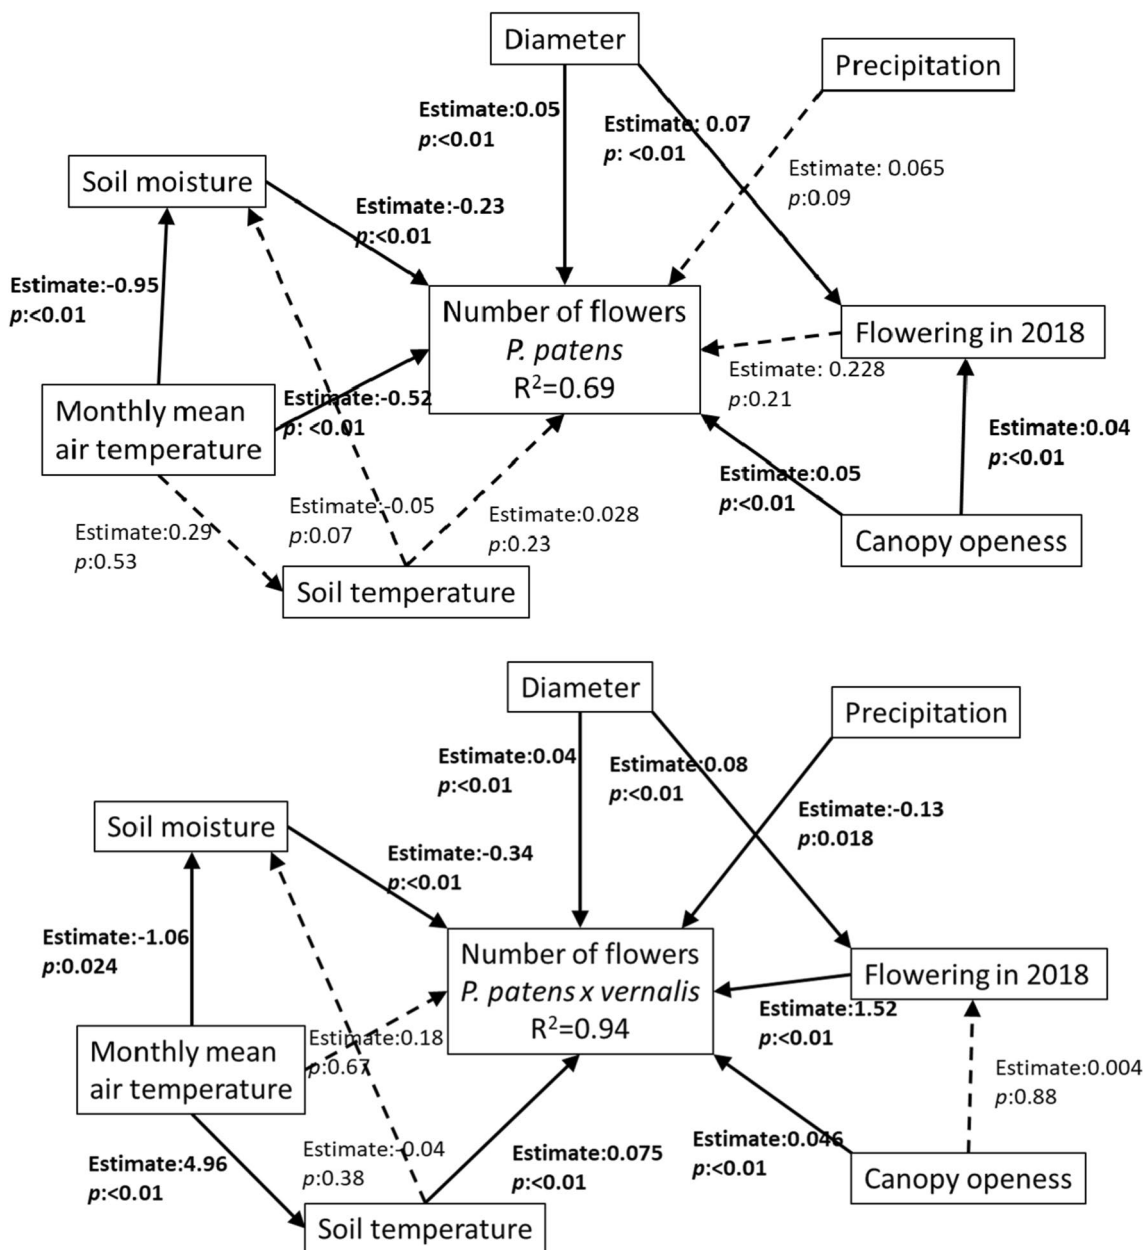 Diameter
Precipitation
Estimate:0.05
p:<0.01
Estimate: 0.07
p: <0.01
Estimate: 0.065
p:0.09
Soil moisture
Estimate:-0.23
p:<0.01
Estimate:-0.95
p:<0.01
Number of flowers
P. patens
R²=0.69
Flowering in 2018
Estimate: 0.228
p:0.21
Monthly mean
air temperature
Estimate:-0.52
p: <0.01
Estimate:0.04
p:<0.01
Estimate:0.05
p:<0.01
Estimate:0.29
p:0.53
Estimate:-0.05
p:0.07
Estimate:0.028
p:0.23
Canopy openess
Soil temperature
Diameter
Precipitation
Estimate:0.04
p:<0.01
Estimate:0.08
p:<0.01
Estimate:-0.13
p:0.018
Soil moisture
Estimate:-0.34
p:<0.01
Estimate:-1.06
p:0.024
Number of flowers
P. patens x vernalis
R²=0.94
Flowering in 2018
Estimate:1.52
p:<0.01
Monthly mean
air temperature
Estimate:0.18
p:0.67
Estimate:0.004
p:0.88
Estimate:4.96
p:<0.01
Estimate:-0.04
p:0.38
Estimate:0.075
p:<0.01
Estimate:0.046
p:<0.01
Canopy openess
Soil temperature